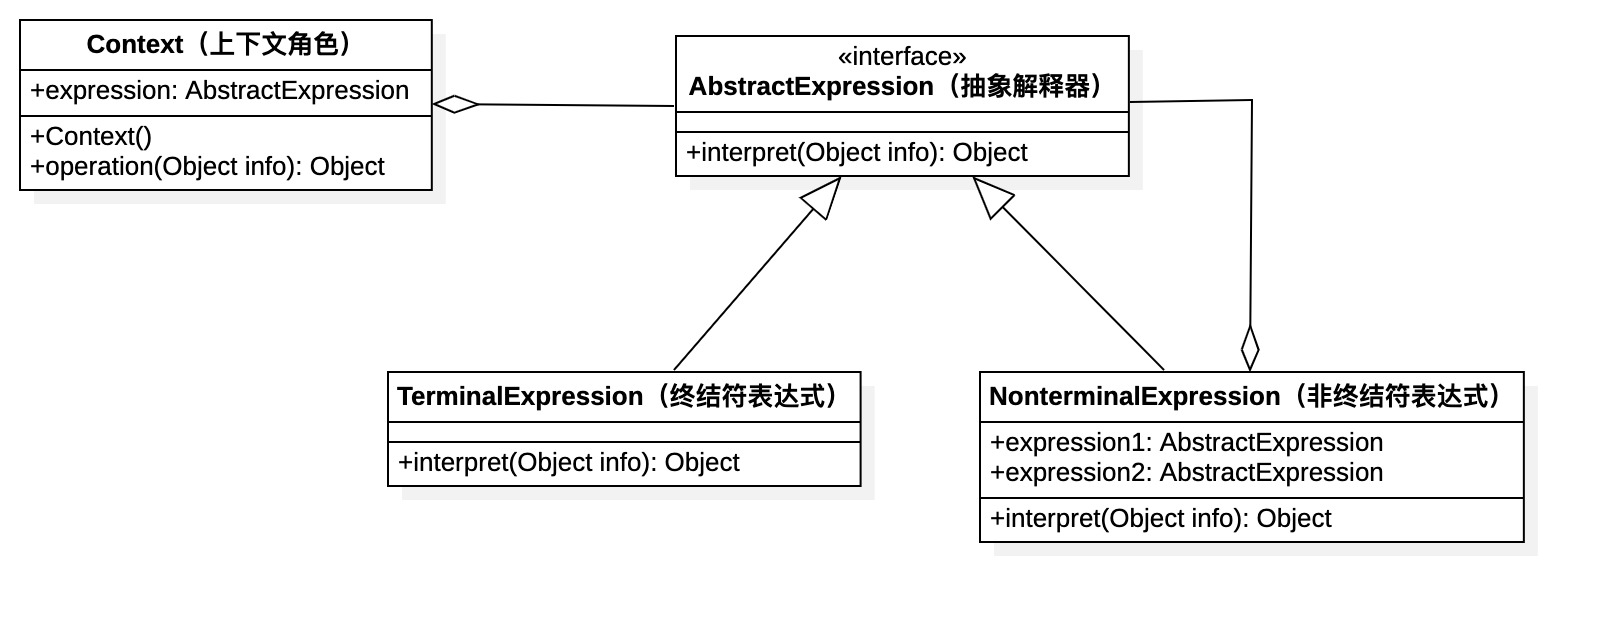 Context（上下文角色）
+expression: AbstractExpression
+Context()
+operation(Object info): Object
«interface»
AbstractExpression（抽象解释器）
+interpret(Object info): Object
TerminalExpression（终结符表达式）
+interpret(Object info): Object
NonterminalExpression（非终结符表达式）
+expression1: AbstractExpression
+expression2: AbstractExpression
+interpret(Object info): Object